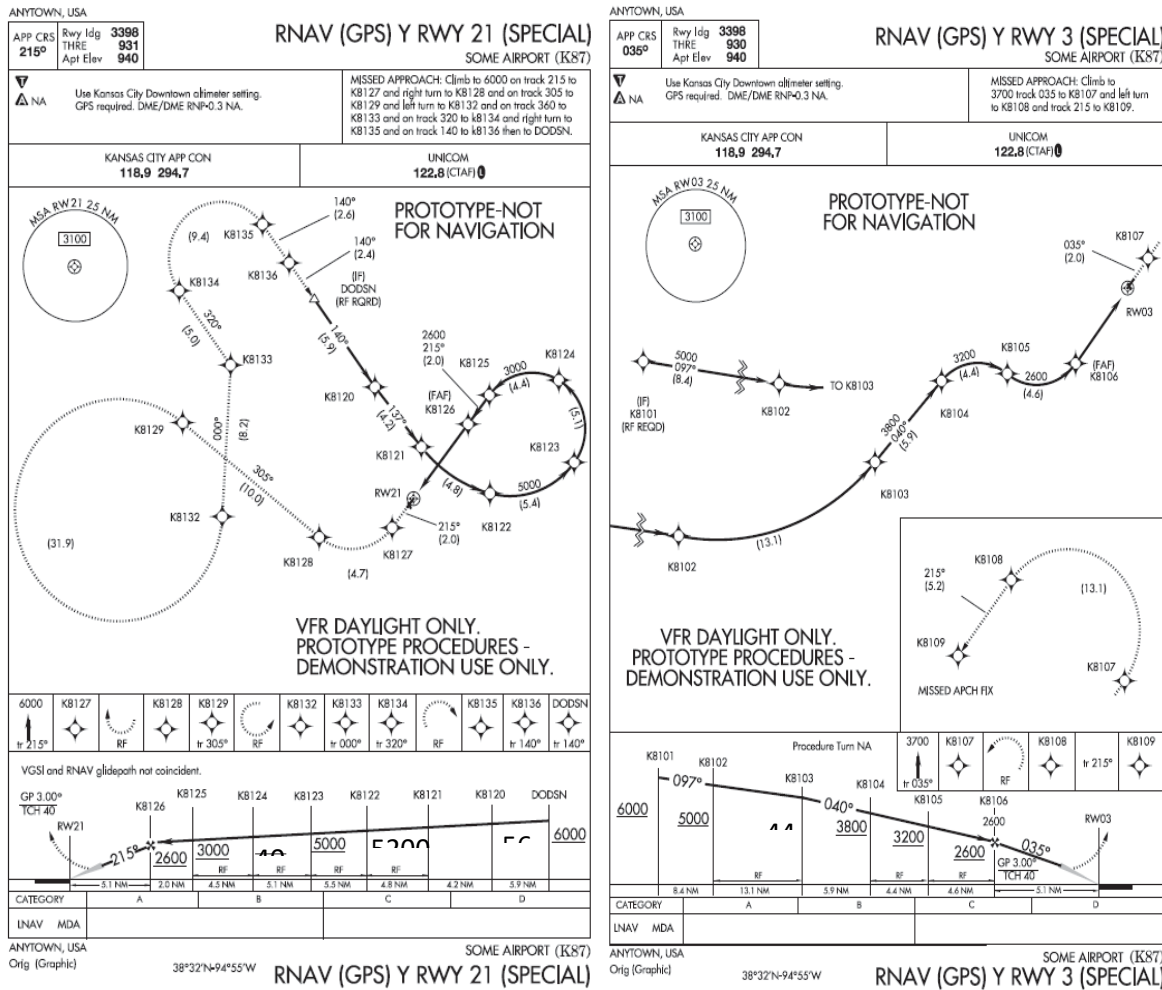 ANYTOWN, USA
APP CRS
215°
Rwy ldg 3398
THRE 931
Apt Elev 940
RNAV (GPS) Y RWY 21 (SPECIAL)
SOME AIRPORT (K87)
T
A NA
Use Kansas City Downtown altimeter setting.
GPS required. DME/DME RNP-0.3 NA.
MISSED APPROACH: Climb to 6000 on track 215 to
K8127 and right turn to K8128 and on track 305 to
K8129 and left turn to K8132 and on track 360 to
K8133 and on track 320 to k8134 and right turn to
K8135 and on track 140 to k8136 then to DODSN.
KANSAS CITY APP CON
118.9 294.7
UNICOM
122.8 (CTAF) L
MSA RW21 25 NM
3100
PROTOTYPE-NOT
FOR NAVIGATION
140°
(2.6)
(9.4)
K8135
140°
(2.4)
K8136
(IF)
DODSN
(RF RQRD)
K8134
320°
(5.0)
140°
(5.9)
2600
215°
(2.0)
K8133
K8125
3000
(4.4)
K8124
K8120
(FAF)
K8126
137°
(4.2)
(5.1)
K8129
000°
(8.2)
K8121
K8123
305°
(10.0)
RW21
(4.8)
5000
(5.4)
K8132
215°
(2.0)
K8122
(31.9)
K8127
K8128
(4.7)
VFR DAYLIGHT ONLY.
PROTOTYPE PROCEDURES -
DEMONSTRATION USE ONLY.
6000 K8127 K8128 K8129 K8132 K8133 K8134 K8135 K8136 DODSN
tr 215° RF tr 305° RF tr 000° tr 320° RF tr 140° tr 140°
VGSI and RNAV glidepath not coincident.
GP 3.00°
TCH 40
RW21
K8126 K8125 K8124 K8123 K8122 K8121 K8120 DODSN
215°
2600 3000 5000 6000
RF RF RF RF
5.1 NM 2.0 NM 4.5 NM 5.1 NM 5.5 NM 4.8 NM 4.2 NM 5.9 NM
CATEGORY A B C D
LNAV MDA
ANYTOWN, USA
Orig (Graphic)
38°32'N-94°55'W
SOME AIRPORT (K87)
RNAV (GPS) Y RWY 21 (SPECIAL)
ANYTOWN, USA
APP CRS
035°
Rwy ldg 3398
THRE 930
Apt Elev 940
RNAV (GPS) Y RWY 3 (SPECIAL)
SOME AIRPORT (K87)
T
A NA
Use Kansas City Downtown altimeter setting.
GPS required. DME/DME RNP-0.3 NA.
MISSED APPROACH: Climb to
3700 track 035 to K8107 and left turn
to K8108 and track 215 to K8109.
KANSAS CITY APP CON
118.9 294.7
UNICOM
122.8 (CTAF) L
MSA RW03 25 NM
3100
PROTOTYPE-NOT
FOR NAVIGATION
K8107
035°
(2.0)
RW03
5000
097°
(8.4)
TO K8103
(IF)
K8101
(RF REQD)
K8102
3200
(4.4)
K8105
(FAF)
K8106
2600
(4.6)
K8104
3800
040°
(5.9)
K8103
K8102
(13.1)
K8108
215°
(5.2)
(13.1)
K8109
K8107
MISSED APCH FIX
VFR DAYLIGHT ONLY.
PROTOTYPE PROCEDURES -
DEMONSTRATION USE ONLY.
Procedure Turn NA
3700 K8107 K8108 K8109
tr 035° RF tr 215°
K8101 K8102 K8103 K8104 K8105 K8106 RW03
2600
097° 040° 035°
6000 5000 3800 3200 2600
GP 3.00°
TCH 40
RF RF RF
8.4 NM 13.1 NM 5.9 NM 4.4 NM 4.6 NM 5.1 NM
CATEGORY A B C D
LNAV MDA
ANYTOWN, USA
Orig (Graphic)
38°32'N-94°55'W
SOME AIRPORT (K87)
RNAV (GPS) Y RWY 3 (SPECIAL)